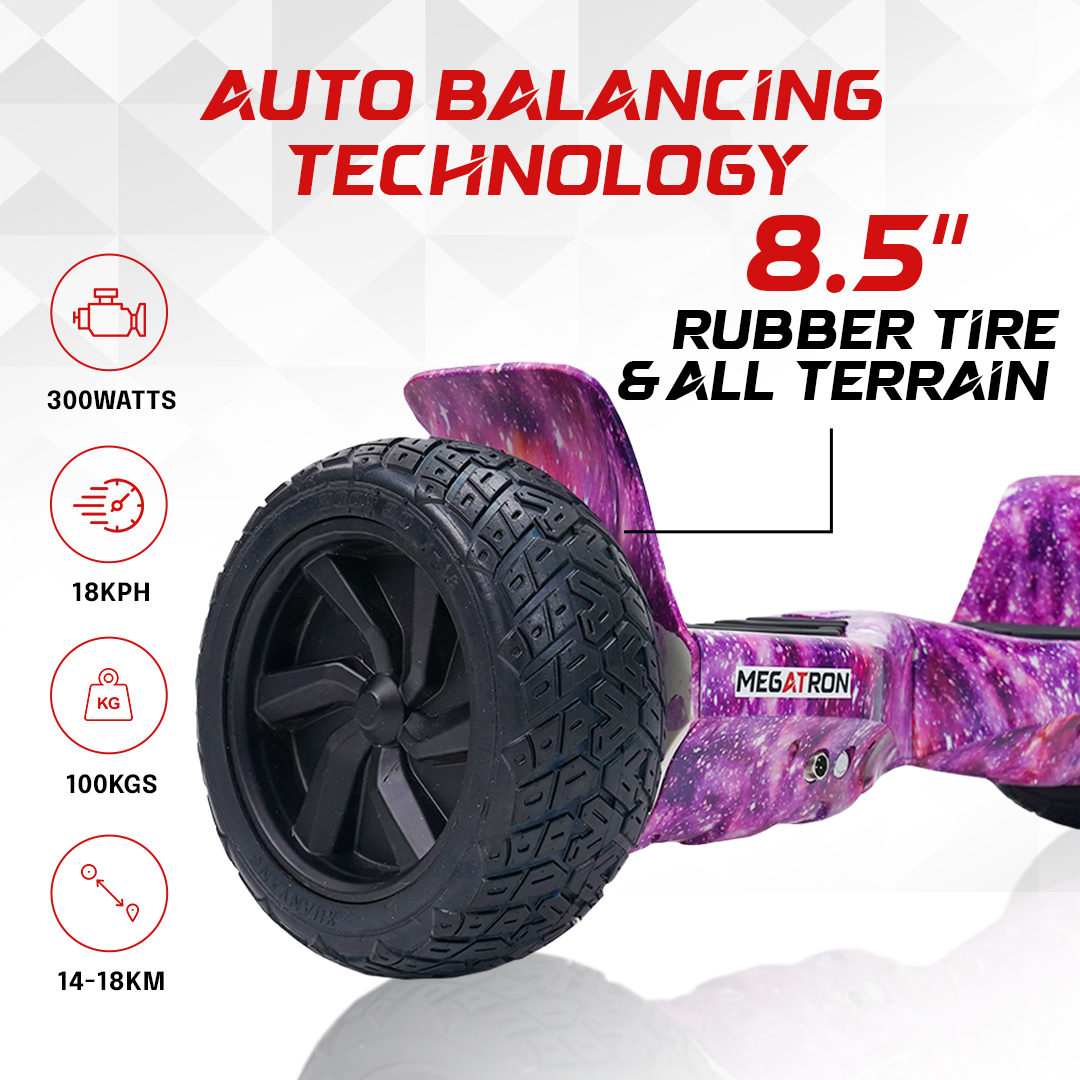 AUTO BALANCING
TECHNOLOGY
8.5"
RUBBER TIRE
& ALL TERRAIN
300WATTS
18KPH
KG
100KGS
14-18KM
MEGATRON